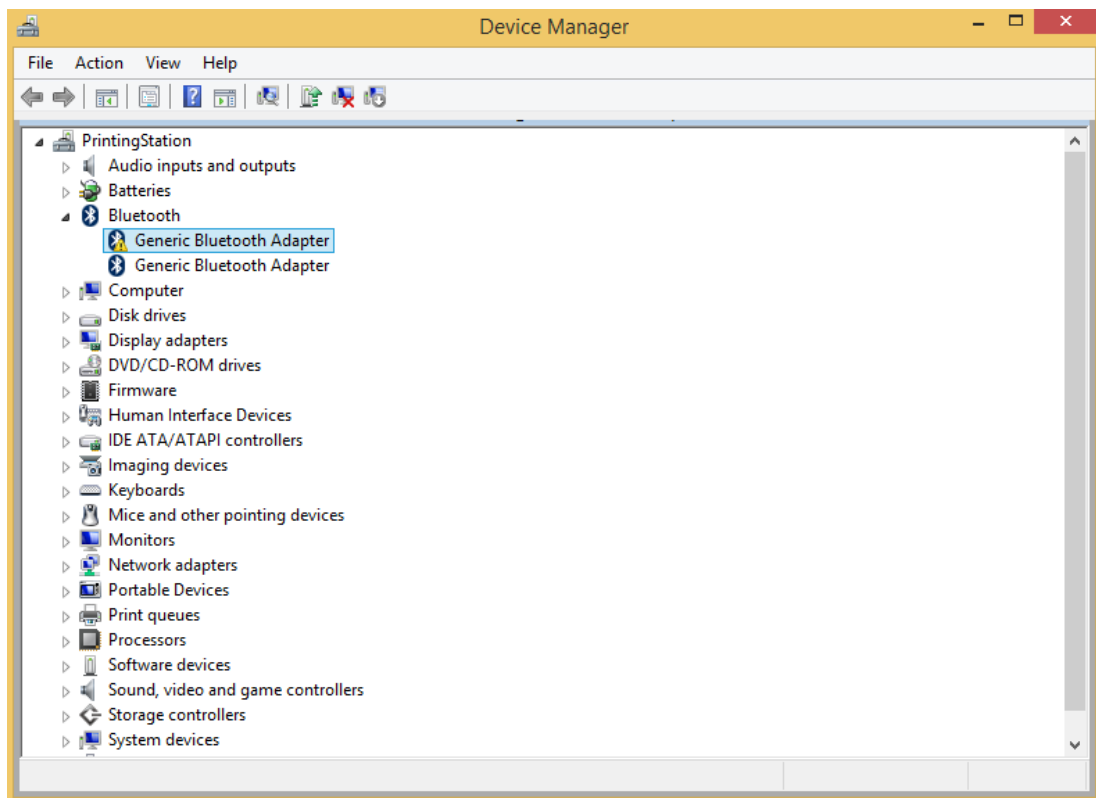 Device Manager
File Action View Help
PrintingStation
Audio inputs and outputs
Batteries
Bluetooth
Generic Bluetooth Adapter
Generic Bluetooth Adapter
Computer
Disk drives
Display adapters
DVD/CD-ROM drives
Firmware
Human Interface Devices
IDE ATA/ATAPI controllers
Imaging devices
Keyboards
Mice and other pointing devices
Monitors
Network adapters
Portable Devices
Print queues
Processors
Software devices
Sound, video and game controllers
Storage controllers
System devices